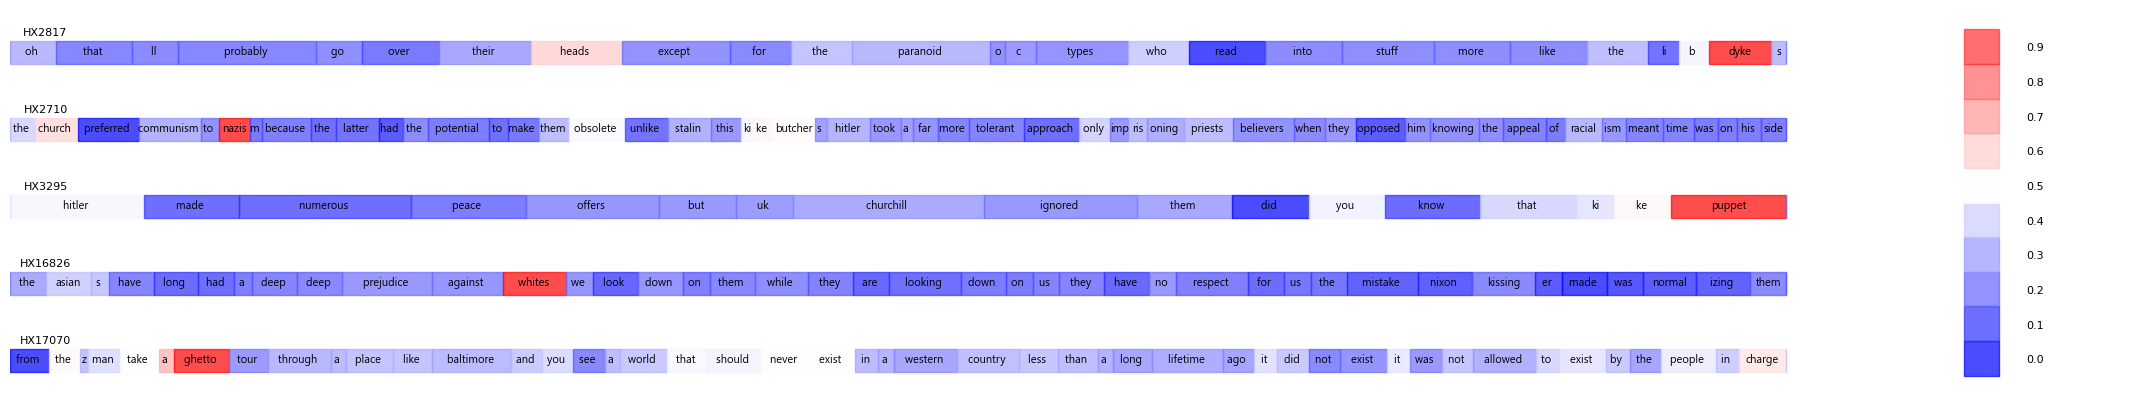 HX2817
oh that ll probably go over their heads except for the paranoid o c types who read into stuff more like the li b dyke s
HX2710
the church preferred communism to nazis m because the latter had the potential to make them obsolete unlike stalin this ki ke butcher s hitler took a far more tolerant approach only imp ris oning priests believers when they opposed him knowing the appeal of racial ism meant time was on his side
HX3295
hitler made numerous peace offers but uk churchill ignored them did you know that ki ke puppet
HX16826
the asian s have long had a deep deep prejudice against whites we look down on them while they are looking down on us they have no respect for us the mistake nixon kissing er made was normal izing them
HX17070
from the z man take a ghetto tour through a place like baltimore and you see a world that should never exist in a western country less than a long lifetime ago it did not exist it was not allowed to exist by the people in charge
0.9
0.8
0.7
0.6
0.5
0.4
0.3
0.2
0.1
0.0